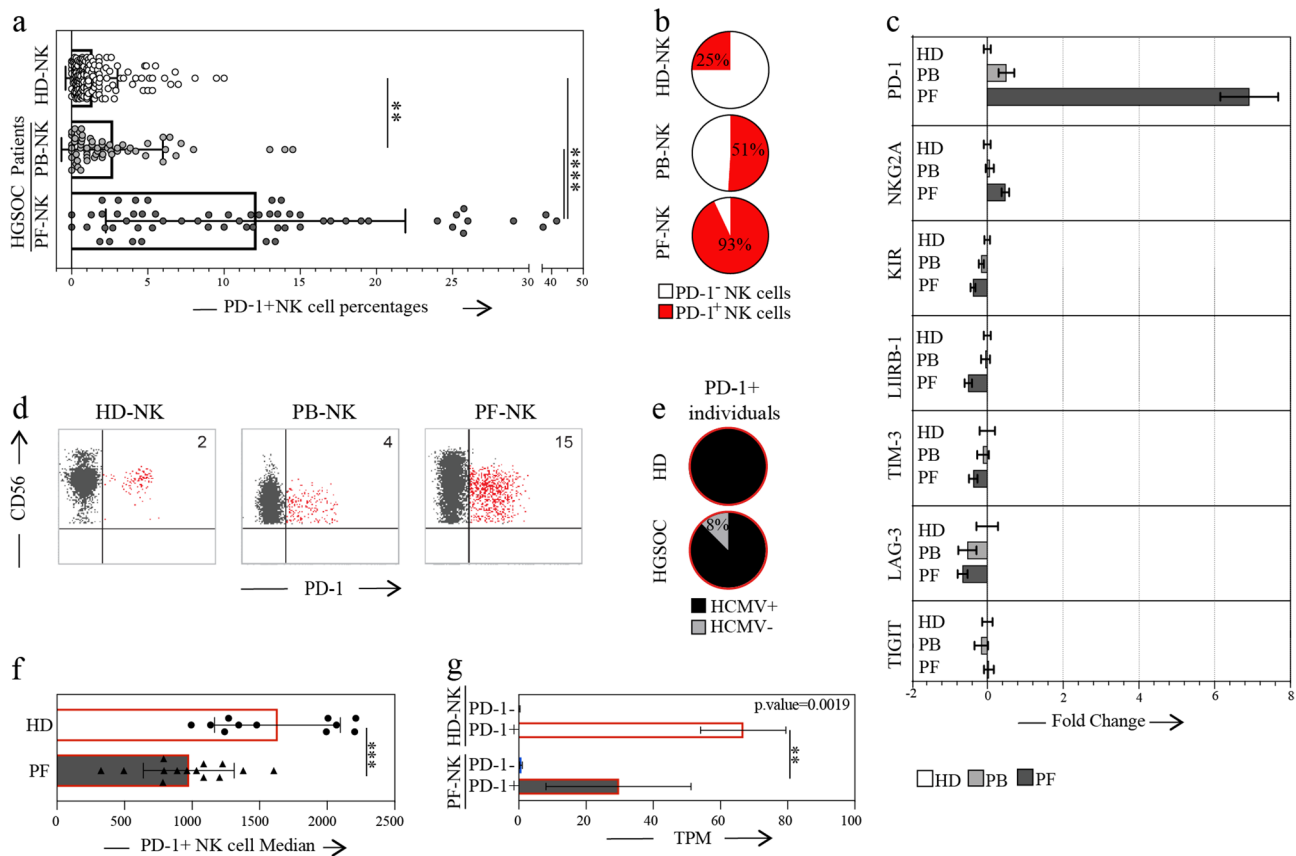 a
HD-NK
HGSOC Patients
PB-NK
PF-NK
**
****
0 5 10 15 20 25 30 40 45 50
PD-1+NK cell percentages
b
HD-NK
25%
PB-NK
51%
PF-NK
93%
PD-1- NK cells
PD-1+ NK cells
c
PD-1
HD
PB
PF
NKG2A
HD
PB
PF
KIR
HD
PB
PF
LIIRB-1
HD
PB
PF
TIM-3
HD
PB
PF
LAG-3
HD
PB
PF
TIGIT
HD
PB
PF
-2 0 2 4 6 8
Fold Change
HD PB PF
d
HD-NK PB-NK PF-NK
2 4 15
CD56
PD-1
e
PD-1+
individuals
HD
HGSOC
8%
HCMV+
HCMV-
f
HD
PF
***
0 500 1000 1500 2000 2500
PD-1+ NK cell Median
g
HD-NK
PD-1-
PD-1+
PF-NK
PD-1-
PD-1+
p.value=0.0019
**
0 20 40 60 80 100
TPM